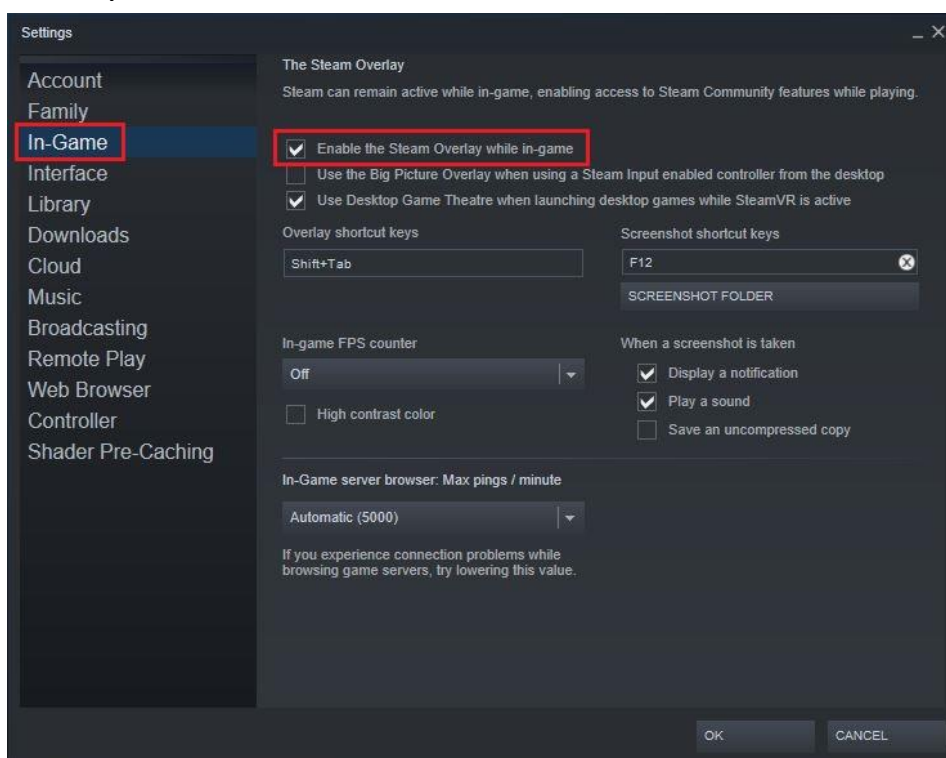 Settings
Account
Family
In-Game
Interface
Library
Downloads
Cloud
Music
Broadcasting
Remote Play
Web Browser
Controller
Shader Pre-Caching
The Steam Overlay
Steam can remain active while in-game, enabling access to Steam Community features while playing.
Enable the Steam Overlay while in-game
Use the Big Picture Overlay when using a Steam Input enabled controller from the desktop
Use Desktop Game Theatre when launching desktop games while SteamVR is active
Overlay shortcut keys
Shift+Tab
Screenshot shortcut keys
F12
SCREENSHOT FOLDER
In-game FPS counter
Off
High contrast color
When a screenshot is taken
Display a notification
Play a sound
Save an uncompressed copy
In-Game server browser: Max pings / minute
Automatic (5000)
If you experience connection problems while
browsing game servers, try lowering this value.
OK
CANCEL